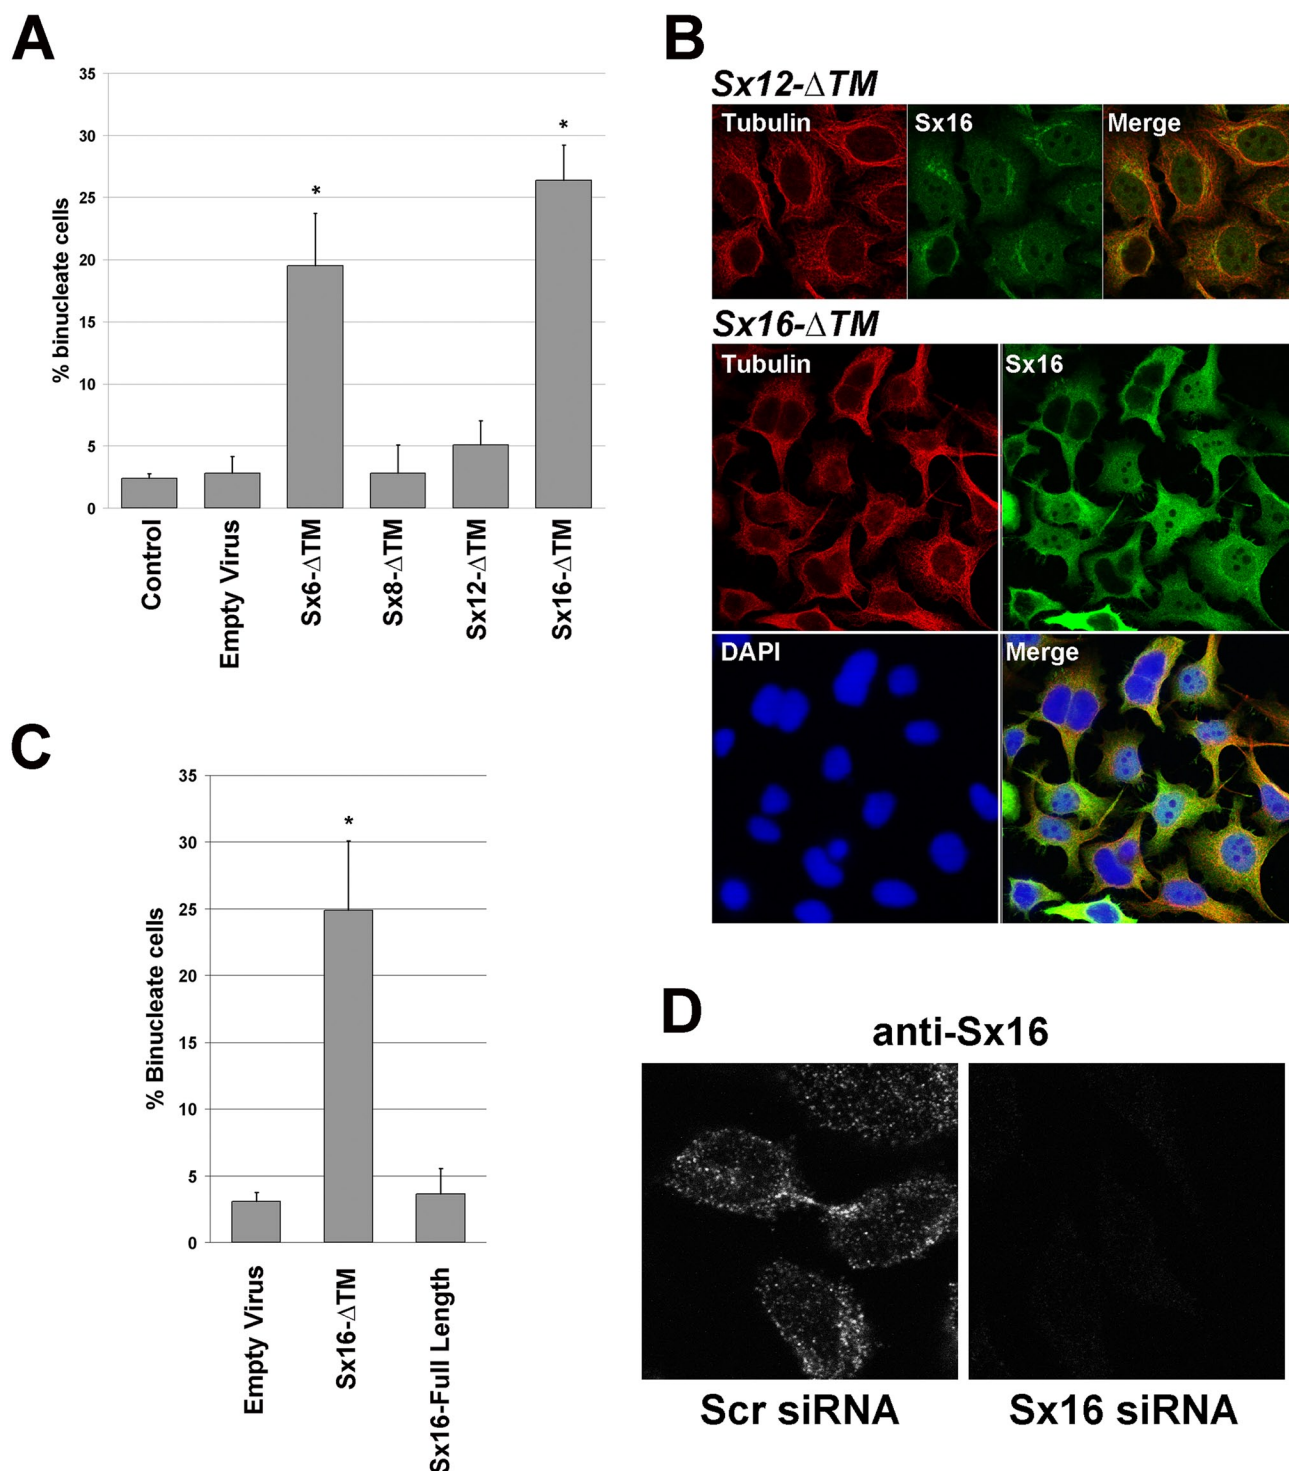 A
35
30
25
20
15
10
5
0
% binucleate cells
*
*
Control
Empty Virus
Sx6-ΔTM
Sx8-ΔTM
Sx12-ΔTM
Sx16-ΔTM
B
Sx12-ΔTM
Tubulin
Sx16
Merge
Sx16-ΔTM
Tubulin
Sx16
DAPI
Merge
C
35
30
25
20
15
10
5
0
% Binucleate cells
*
Empty Virus
Sx16-ΔTM
Sx16-Full Length
D
anti-Sx16
Scr siRNA
Sx16 siRNA